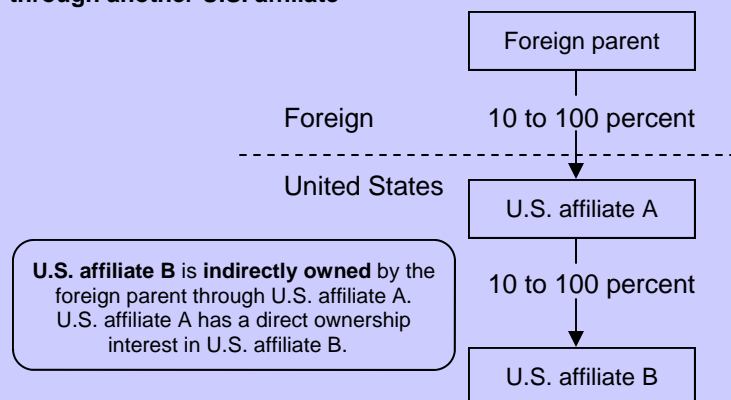 through another U.S. affiliate
Foreign parent
Foreign
10 to 100 percent
United States
U.S. affiliate A
U.S. affiliate B is indirectly owned by the
foreign parent through U.S. affiliate A.
U.S. affiliate A has a direct ownership
interest in U.S. affiliate B.
10 to 100 percent
U.S. affiliate B